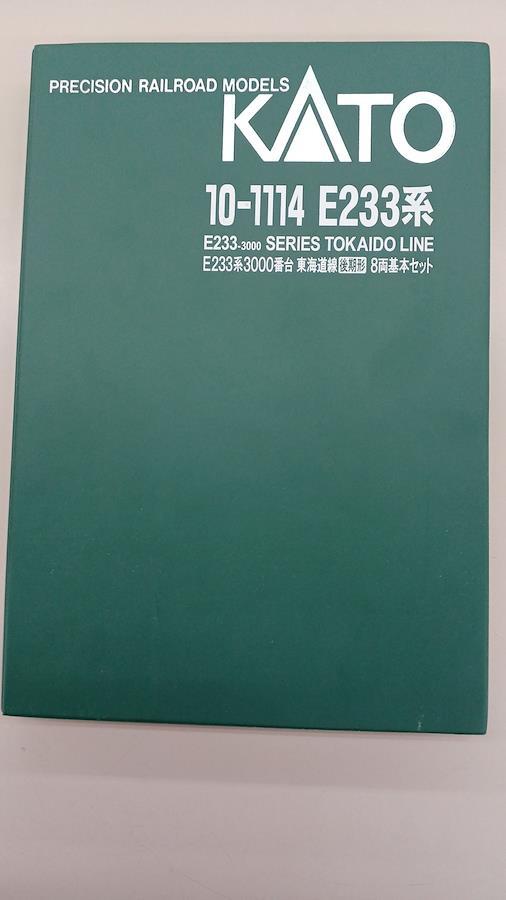 PRECISION RAILROAD MODELS
KATO
10-1114 E233系
E233-3000 SERIES TOKAIDO LINE
E233系3000番台 東海道線 後期形 8両基本セット